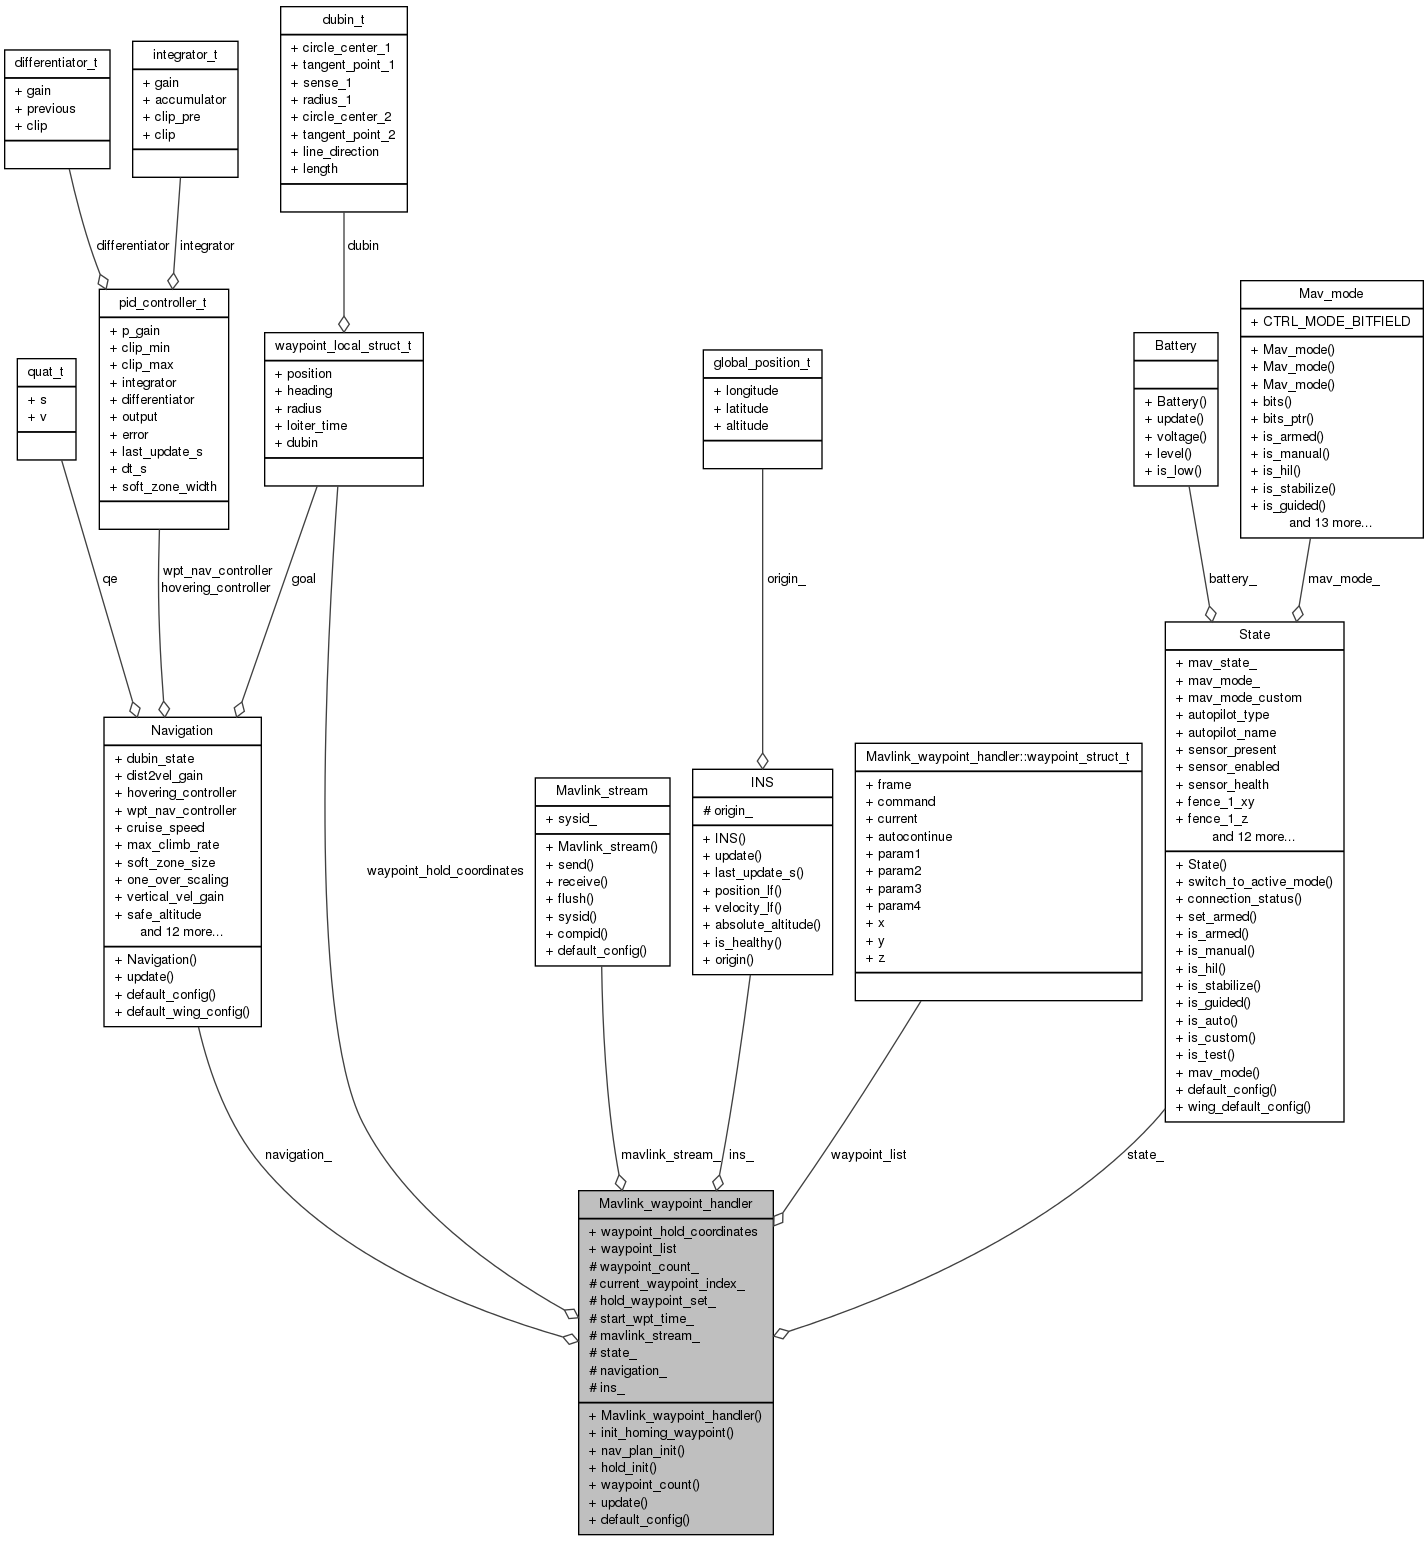 dubin_t
+ circle_center_1
+ tangent_point_1
+ sense_1
+ radius_1
+ circle_center_2
+ tangent_point_2
+ line_direction
+ length
integrator_t
+ gain
+ accumulator
+ clip_pre
+ clip
differentiator_t
+ gain
+ previous
+ clip
differentiator
integrator
dubin
pid_controller_t
+ p_gain
+ clip_min
+ clip_max
+ integrator
+ differentiator
+ output
+ error
+ last_update_s
+ dt_s
+ soft_zone_width
quat_t
+ s
+ v
waypoint_local_struct_t
+ position
+ heading
+ radius
+ loiter_time
+ dubin
global_position_t
+ longitude
+ latitude
+ altitude
Battery
+ Battery()
+ update()
+ voltage()
+ level()
+ is_low()
Mav_mode
+ CTRL_MODE_BITFIELD
+ Mav_mode()
+ Mav_mode()
+ Mav_mode()
+ bits()
+ bits_ptr()
+ is_armed()
+ is_manual()
+ is_hil()
+ is_stabilize()
+ is_guided()
and 13 more...
qe
wpt_nav_controller
hovering_controller
goal
origin_
battery_
mav_mode_
Navigation
+ dubin_state
+ dist2vel_gain
+ hovering_controller
+ wpt_nav_controller
+ cruise_speed
+ max_climb_rate
+ soft_zone_size
+ one_over_scaling
+ vertical_vel_gain
+ safe_altitude
and 12 more...
+ Navigation()
+ update()
+ default_config()
+ default_wing_config()
waypoint_hold_coordinates
Mavlink_stream
+ sysid_
+ Mavlink_stream()
+ send()
+ receive()
+ flush()
+ sysid()
+ compid()
+ default_config()
INS
# origin_
+ INS()
+ update()
+ last_update_s()
+ position_lf()
+ velocity_lf()
+ absolute_altitude()
+ is_healthy()
+ origin()
Mavlink_waypoint_handler::waypoint_struct_t
+ frame
+ command
+ current
+ autocontinue
+ param1
+ param2
+ param3
+ param4
+ x
+ y
+ z
State
+ mav_state_
+ mav_mode_
+ mav_mode_custom
+ autopilot_type
+ autopilot_name
+ sensor_present
+ sensor_enabled
+ sensor_health
+ fence_1_xy
+ fence_1_z
and 12 more...
+ State()
+ switch_to_active_mode()
+ connection_status()
+ set_armed()
+ is_armed()
+ is_manual()
+ is_hil()
+ is_stabilize()
+ is_guided()
+ is_auto()
+ is_custom()
+ is_test()
+ mav_mode()
+ default_config()
+ wing_default_config()
navigation_
mavlink_stream_
ins_
waypoint_list
state_
Mavlink_waypoint_handler
+ waypoint_hold_coordinates
+ waypoint_list
# waypoint_count_
# current_waypoint_index_
# hold_waypoint_set_
# start_wpt_time_
# mavlink_stream_
# state_
# navigation_
# ins_
+ Mavlink_waypoint_handler()
+ init_homing_waypoint()
+ nav_plan_init()
+ hold_init()
+ waypoint_count()
+ update()
+ default_config()